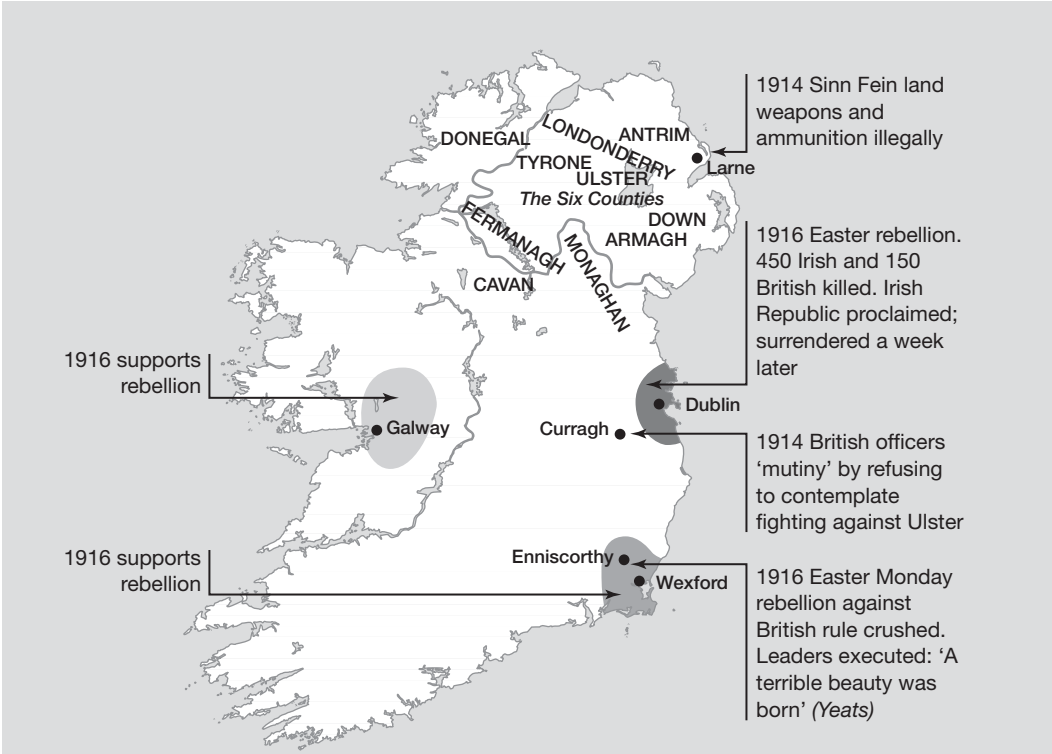 1914 Sinn Fein land
weapons and
ammunition illegally
DONEGAL
LONDONDERRY
ANTRIM
TYRONE
Larne
ULSTER
The Six Counties
FERMANAGH
DOWN
ARMAGH
MONAGHAN
CAVAN
1916 Easter rebellion.
450 Irish and 150
British killed. Irish
Republic proclaimed;
surrendered a week
later
1916 supports
rebellion
Galway
Dublin
Curragh
1914 British officers
‘mutiny’ by refusing
to contemplate
fighting against Ulster
1916 supports
rebellion
Enniscorthy
Wexford
1916 Easter Monday
rebellion against
British rule crushed.
Leaders executed: ‘A
terrible beauty was
born’ (Yeats)